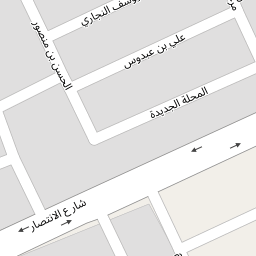 يوسف النجاري
علي بن عبدوس
الحسن بن منصور
المحلة الجديدة
شارع الانتصار